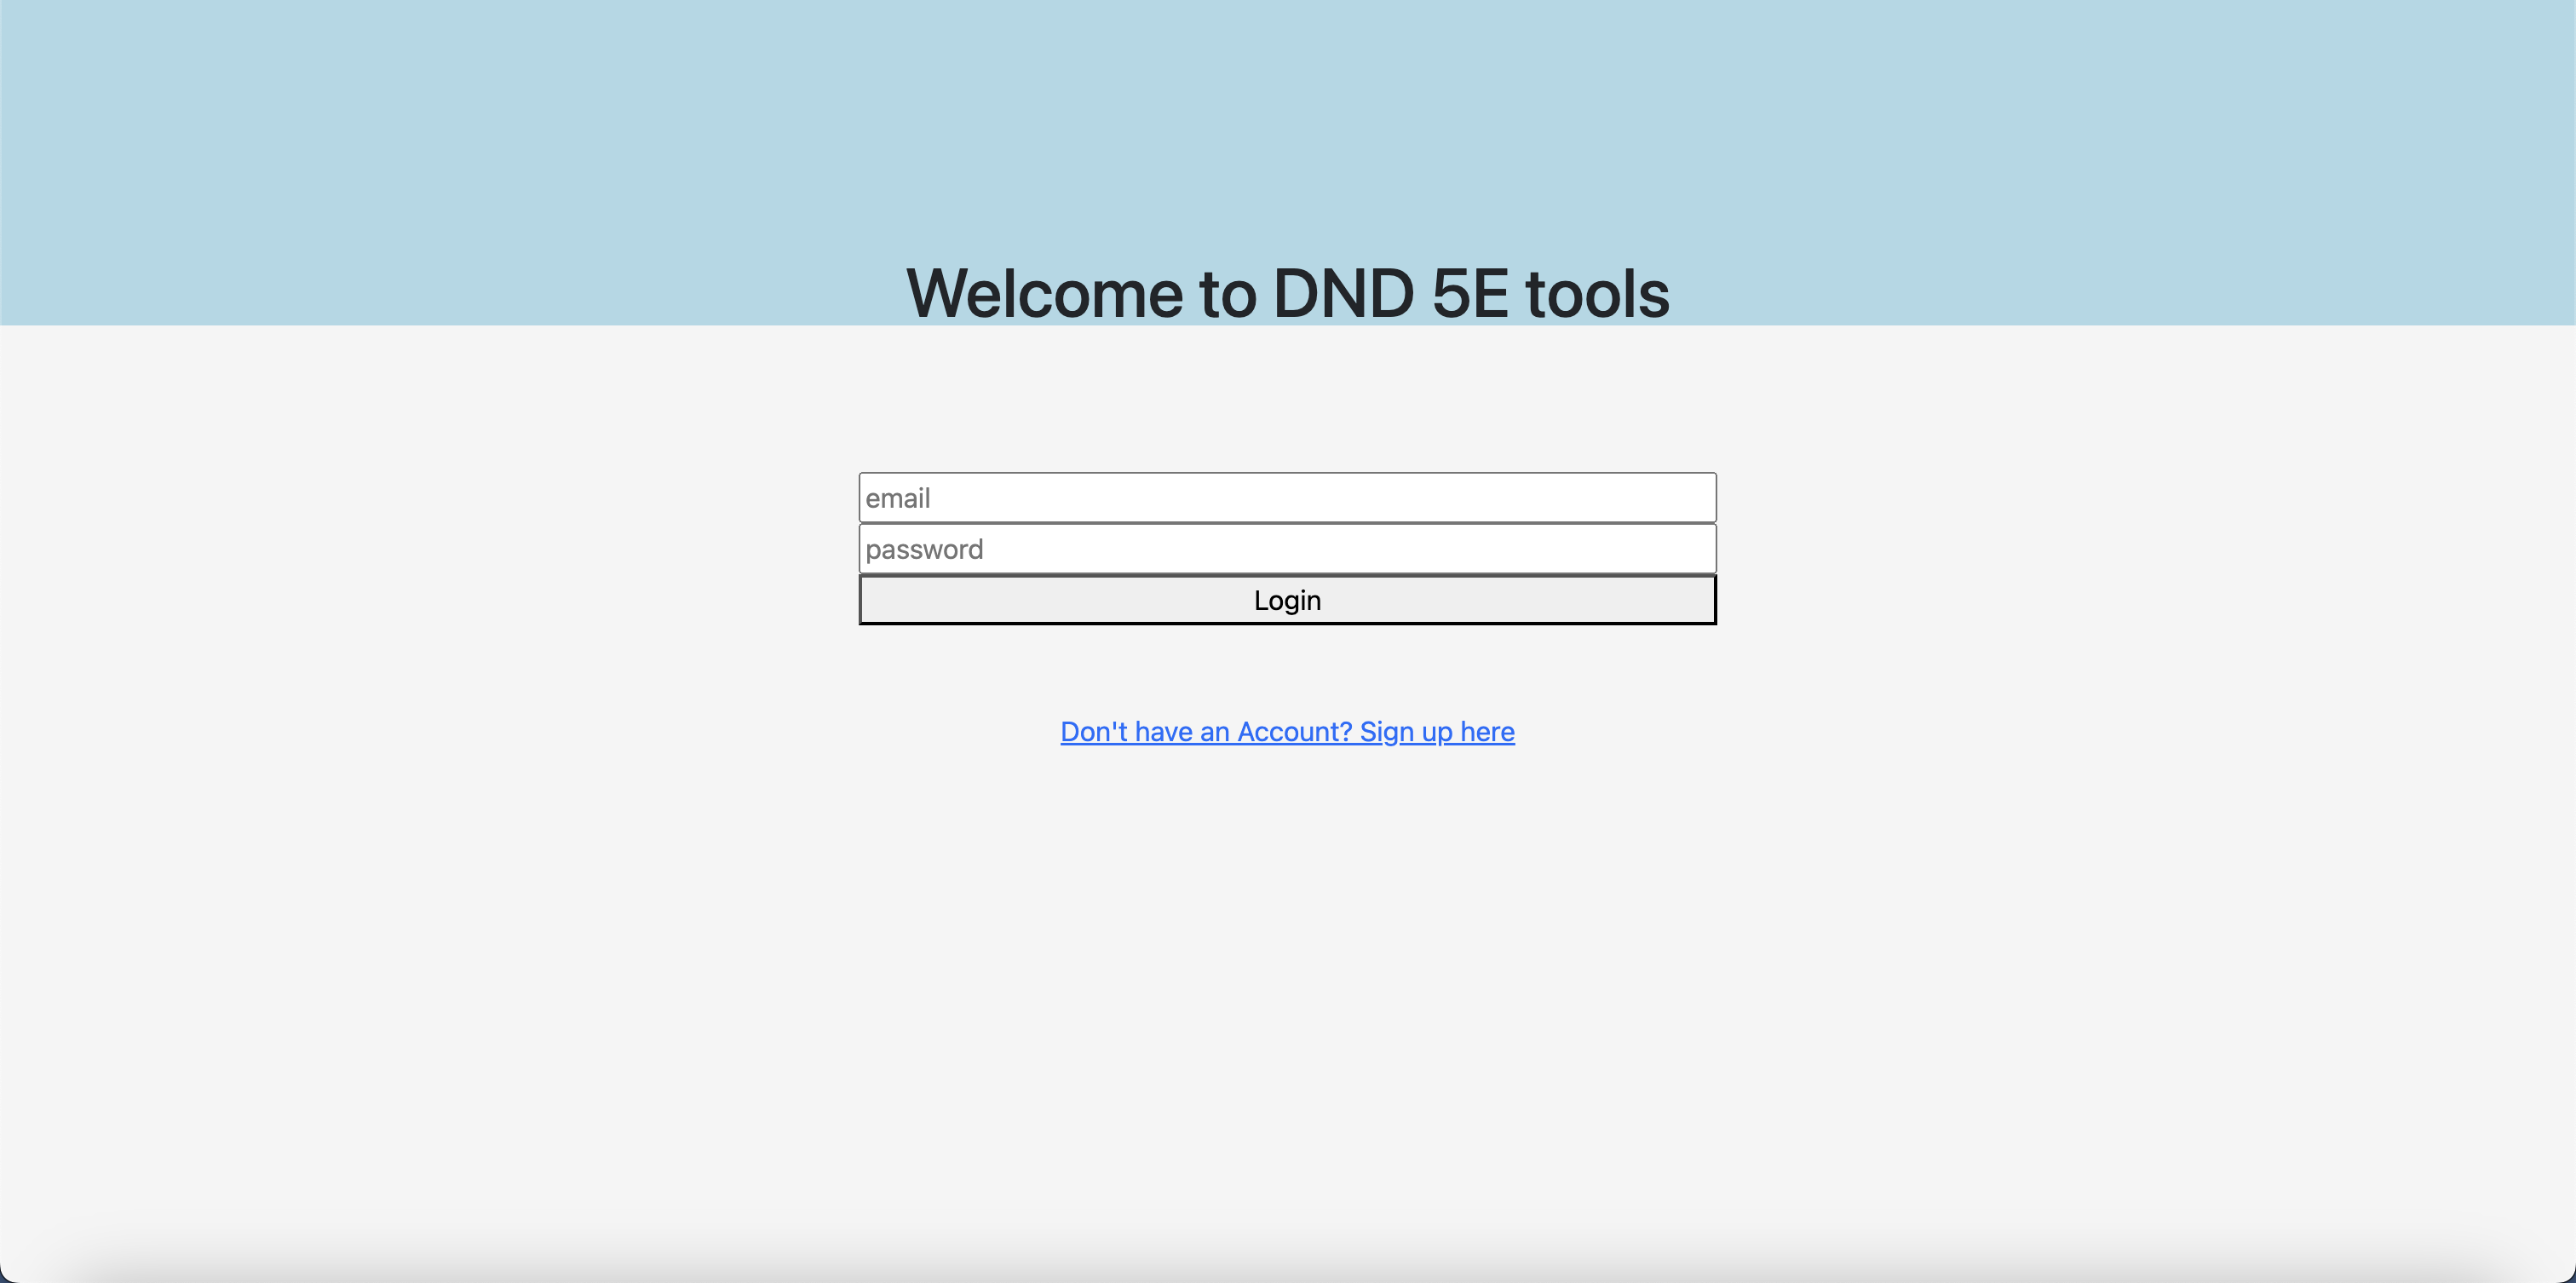 Welcome to DND 5E tools
email
password
Login
Don't have an Account? Sign up here